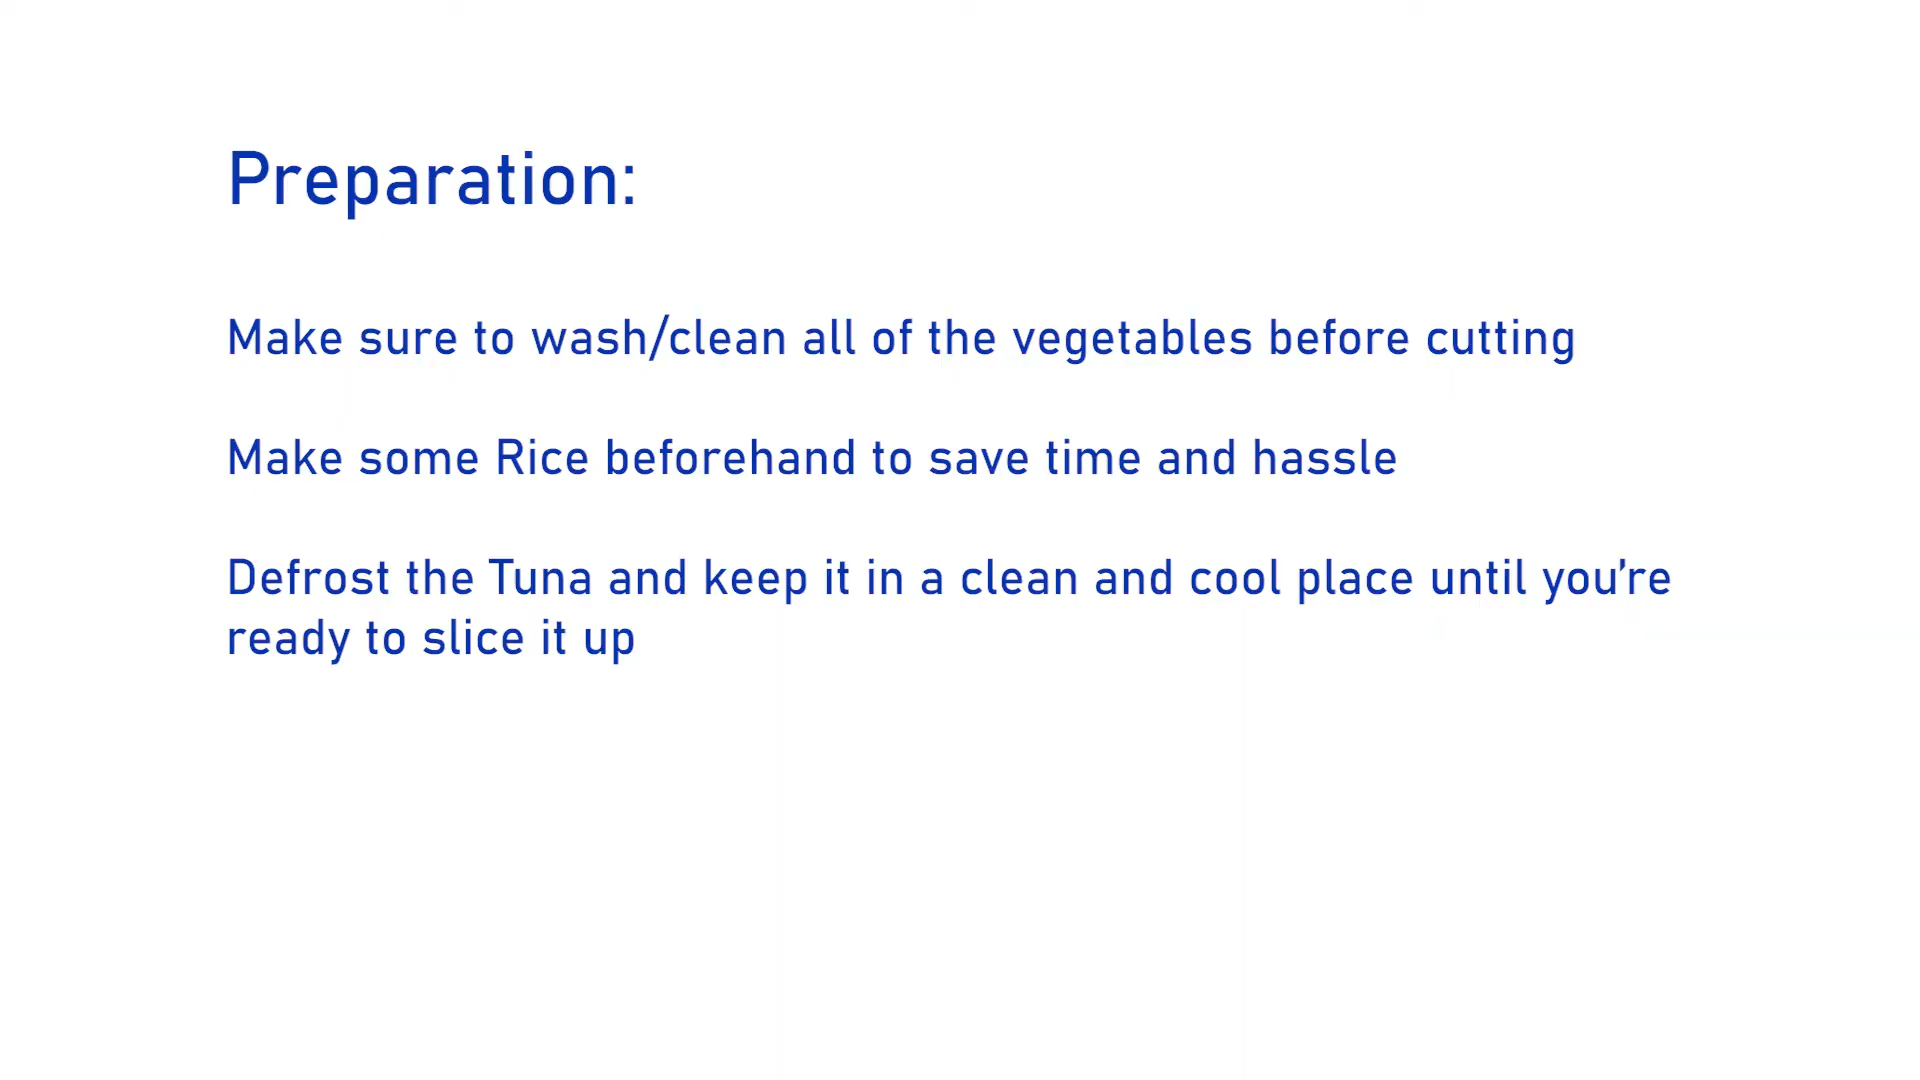 Preparation:
Make sure to wash/clean all of the vegetables before cutting
Make some Rice beforehand to save time and hassle
Defrost the Tuna and keep it in a clean and cool place until you’re
ready to slice it up